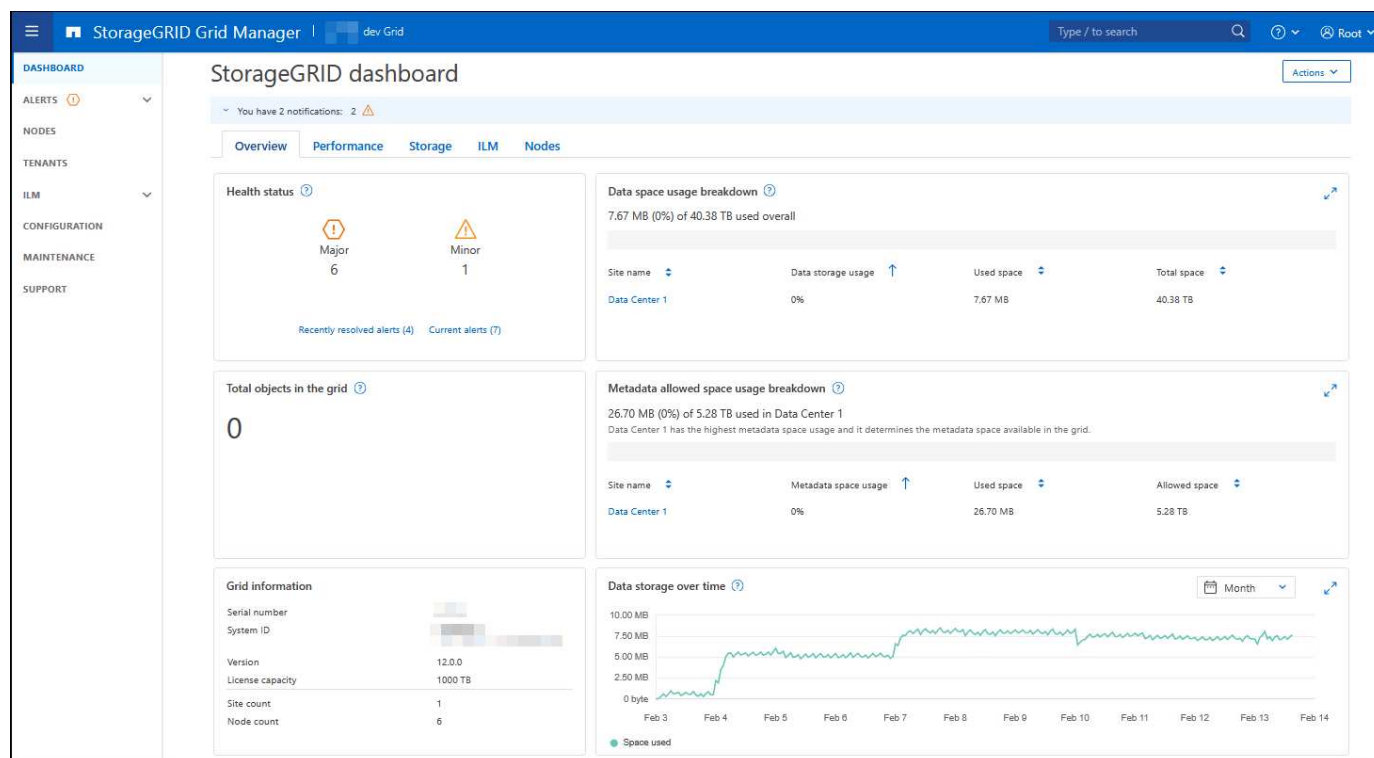 StorageGRID Grid Manager | dev Grid
Type / to search
Root
DASHBOARD
ALERTS
NODES
TENANTS
ILM
CONFIGURATION
MAINTENANCE
SUPPORT
StorageGRID dashboard
Actions
You have 2 notifications: 2
Overview Performance Storage ILM Nodes
Health status
Major
6
Minor
1
Recently resolved alerts (4) Current alerts (7)
Data space usage breakdown
7.67 MB (0%) of 40.38 TB used overall
Site name Data storage usage Used space Total space
Data Center 1 0% 7.67 MB 40.38 TB
Total objects in the grid
0
Metadata allowed space usage breakdown
26.70 MB (0%) of 5.28 TB used in Data Center 1
Data Center 1 has the highest metadata space usage and it determines the metadata space available in the grid.
Site name Metadata space usage Used space Allowed space
Data Center 1 0% 26.70 MB 5.28 TB
Grid information
Serial number
System ID
Version 12.0.0
License capacity 1000 TB
Site count 1
Node count 6
Data storage over time
Month
10.00 MB
7.50 MB
5.00 MB
2.50 MB
0 byte
Feb 3 Feb 4 Feb 5 Feb 6 Feb 7 Feb 8 Feb 9 Feb 10 Feb 11 Feb 12 Feb 13 Feb 14
Space used